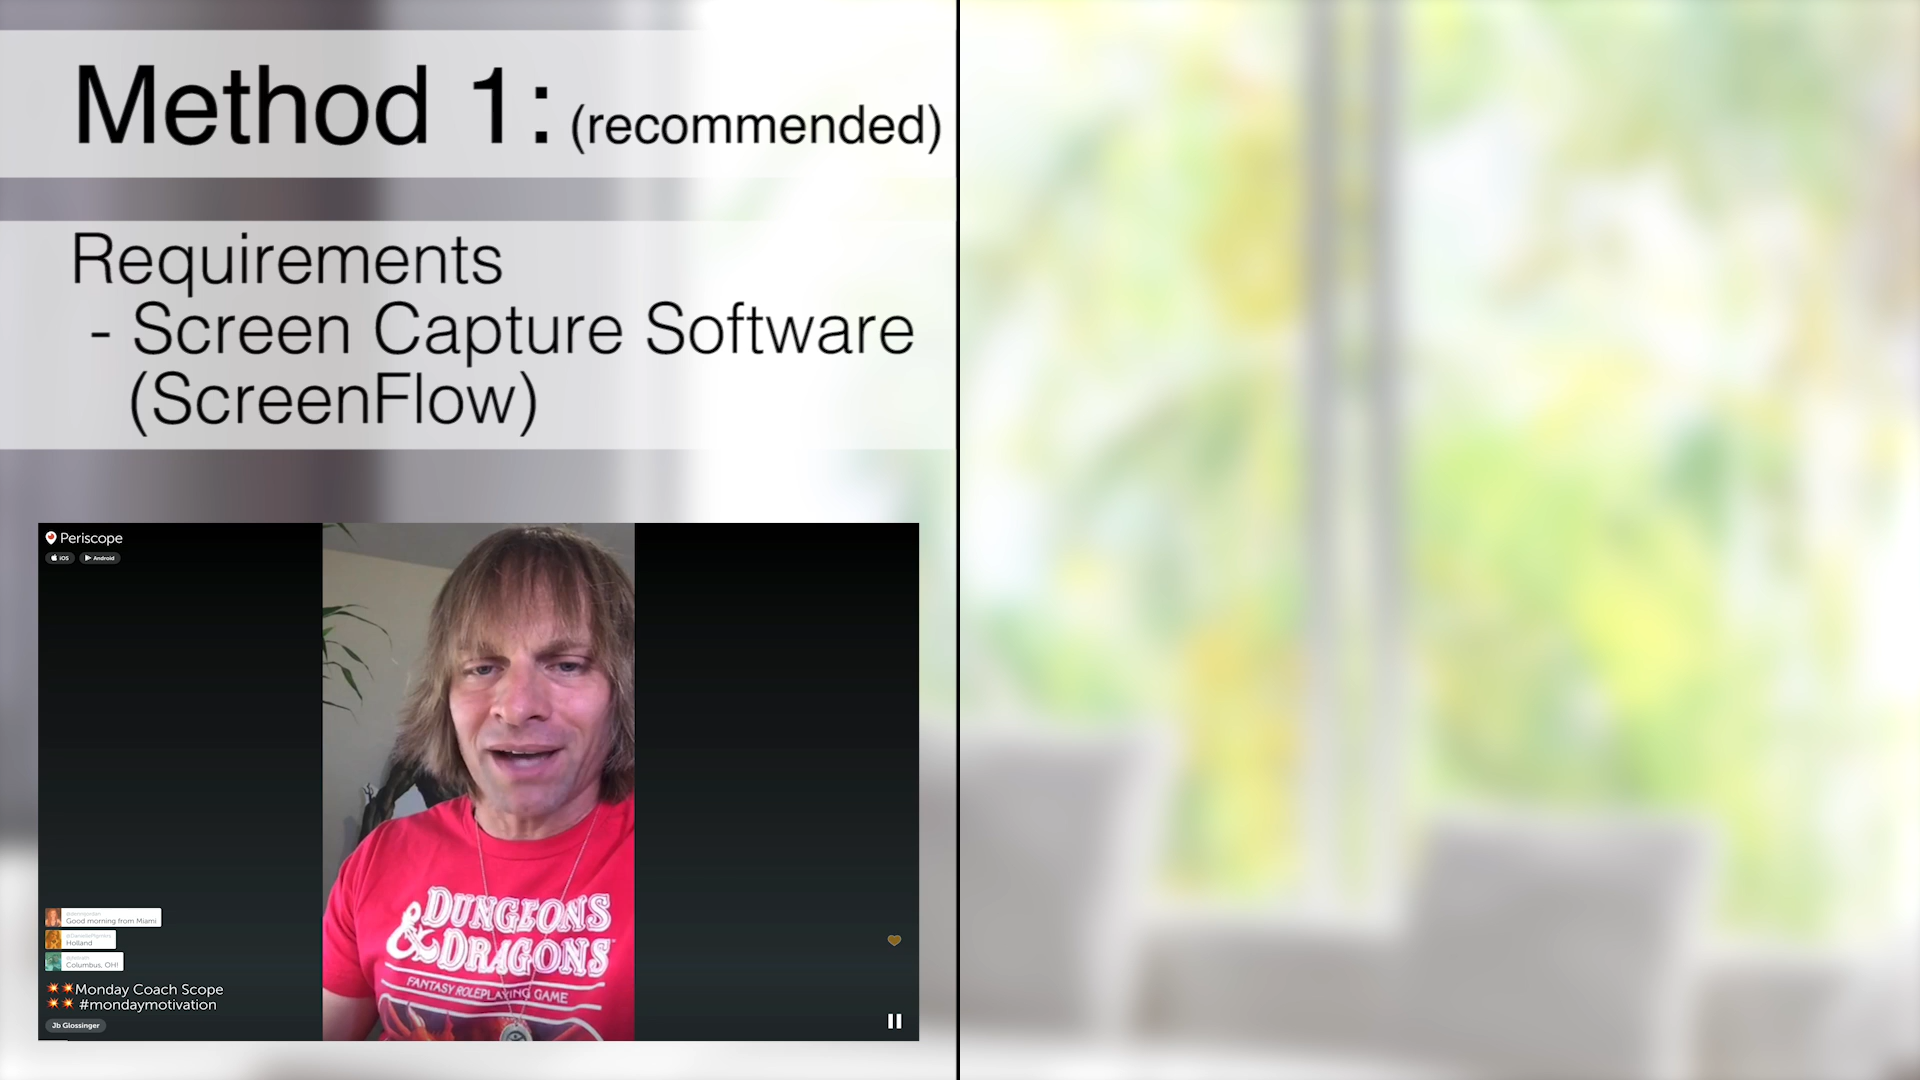 Method 1: (recommended)
Requirements
- Screen Capture Software
(ScreenFlow)
Periscope
iOS
Android
DUNGEONS
& DRAGONS
FANTASY ROLEPLAYING GAME
Good morning from Miami
Holland
Columbus, OH!
💥💥Monday Coach Scope
💥💥 #mondaymotivation
Jb Glossinger